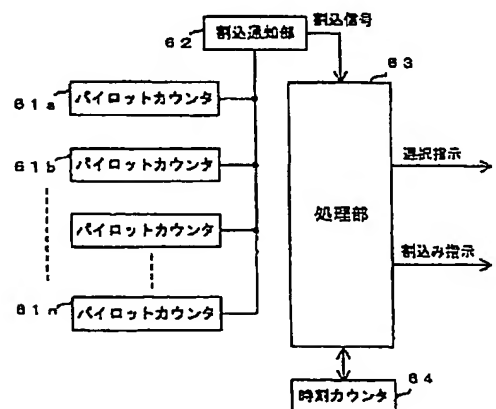 62
割込通知部
割込信号
63
61a
パイロットカウンタ
61b
パイロットカウンタ
選択指示
パイロットカウンタ
処理部
割込み指示
61n
パイロットカウンタ
64
時刻カウンタ